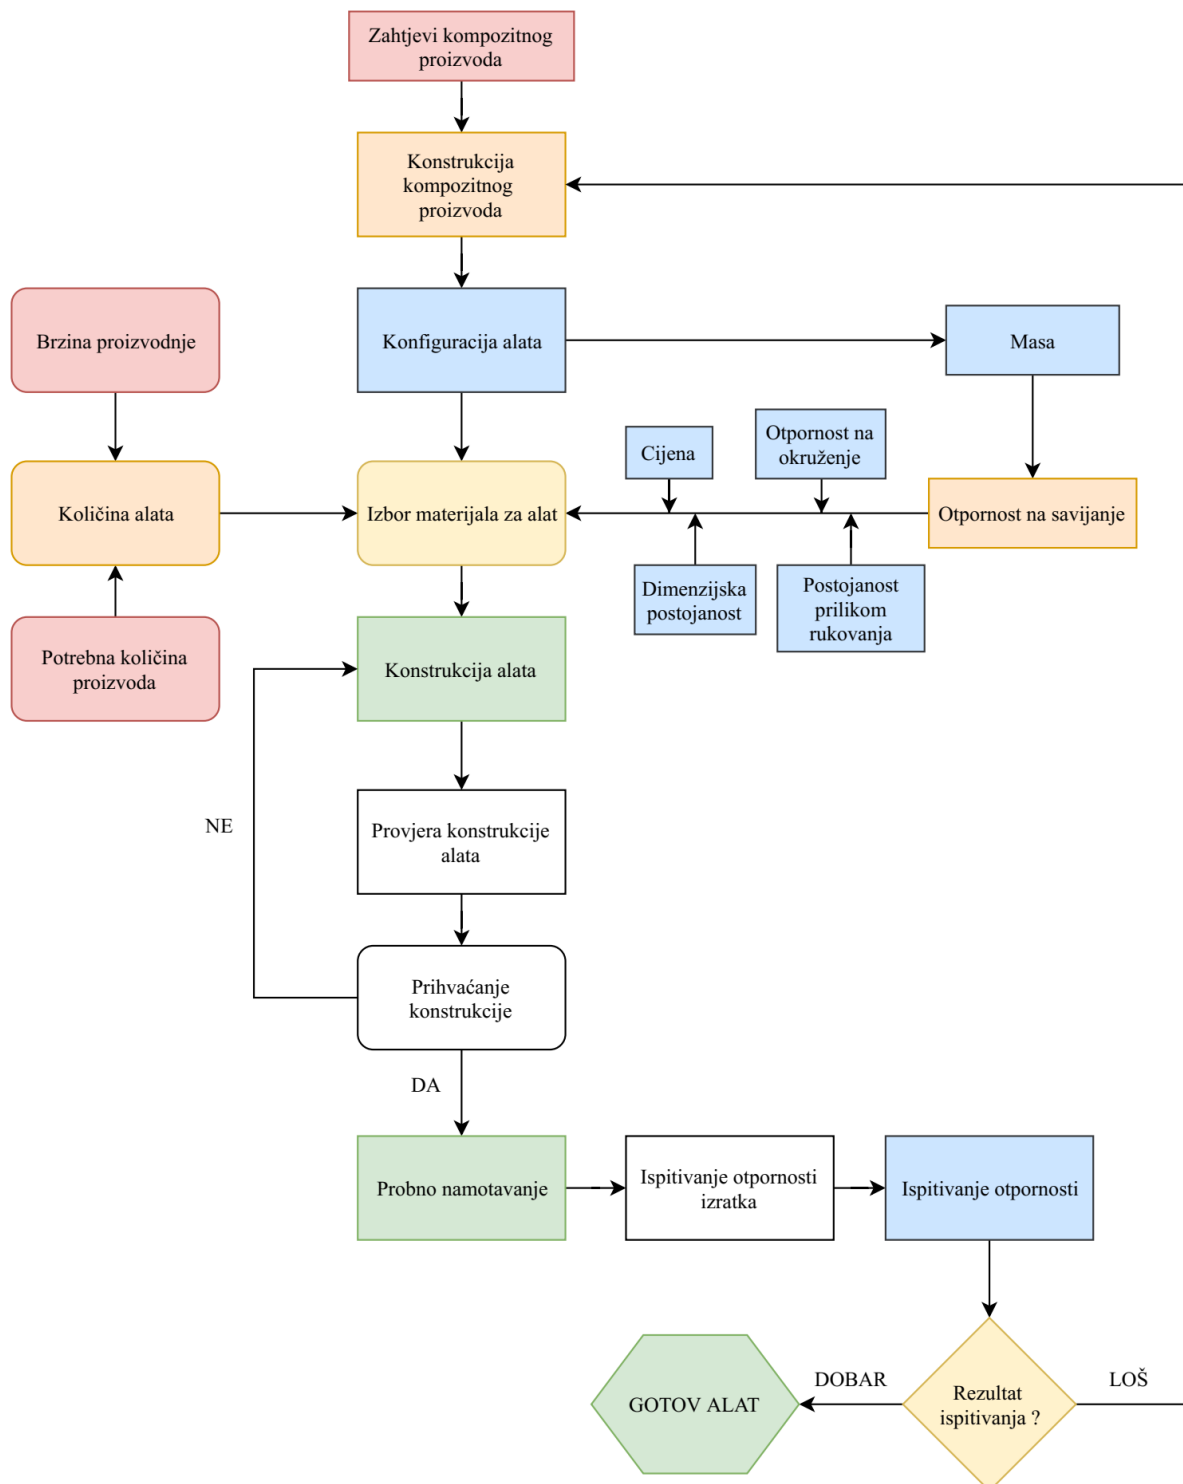 Zahtjevi kompozitnog
proizvoda
Konstrukcija
kompozitnog
proizvoda
Brzina proizvodnje
Konfiguracija alata
Masa
Cijena
Otpornost na
okruženje
Količina alata
Izbor materijala za alat
Otpornost na savijanje
Dimenzijska
postojanost
Postojanost
prilikom
rukovanja
Potrebna količina
proizvoda
Konstrukcija alata
NE
Provjera konstrukcije
alata
Prihvaćanje
konstrukcije
DA
Probno namotavanje
Ispitivanje otpornosti
izratka
Ispitivanje otpornosti
GOTOV ALAT
DOBAR
Rezultat
ispitivanja ?
LOŠ